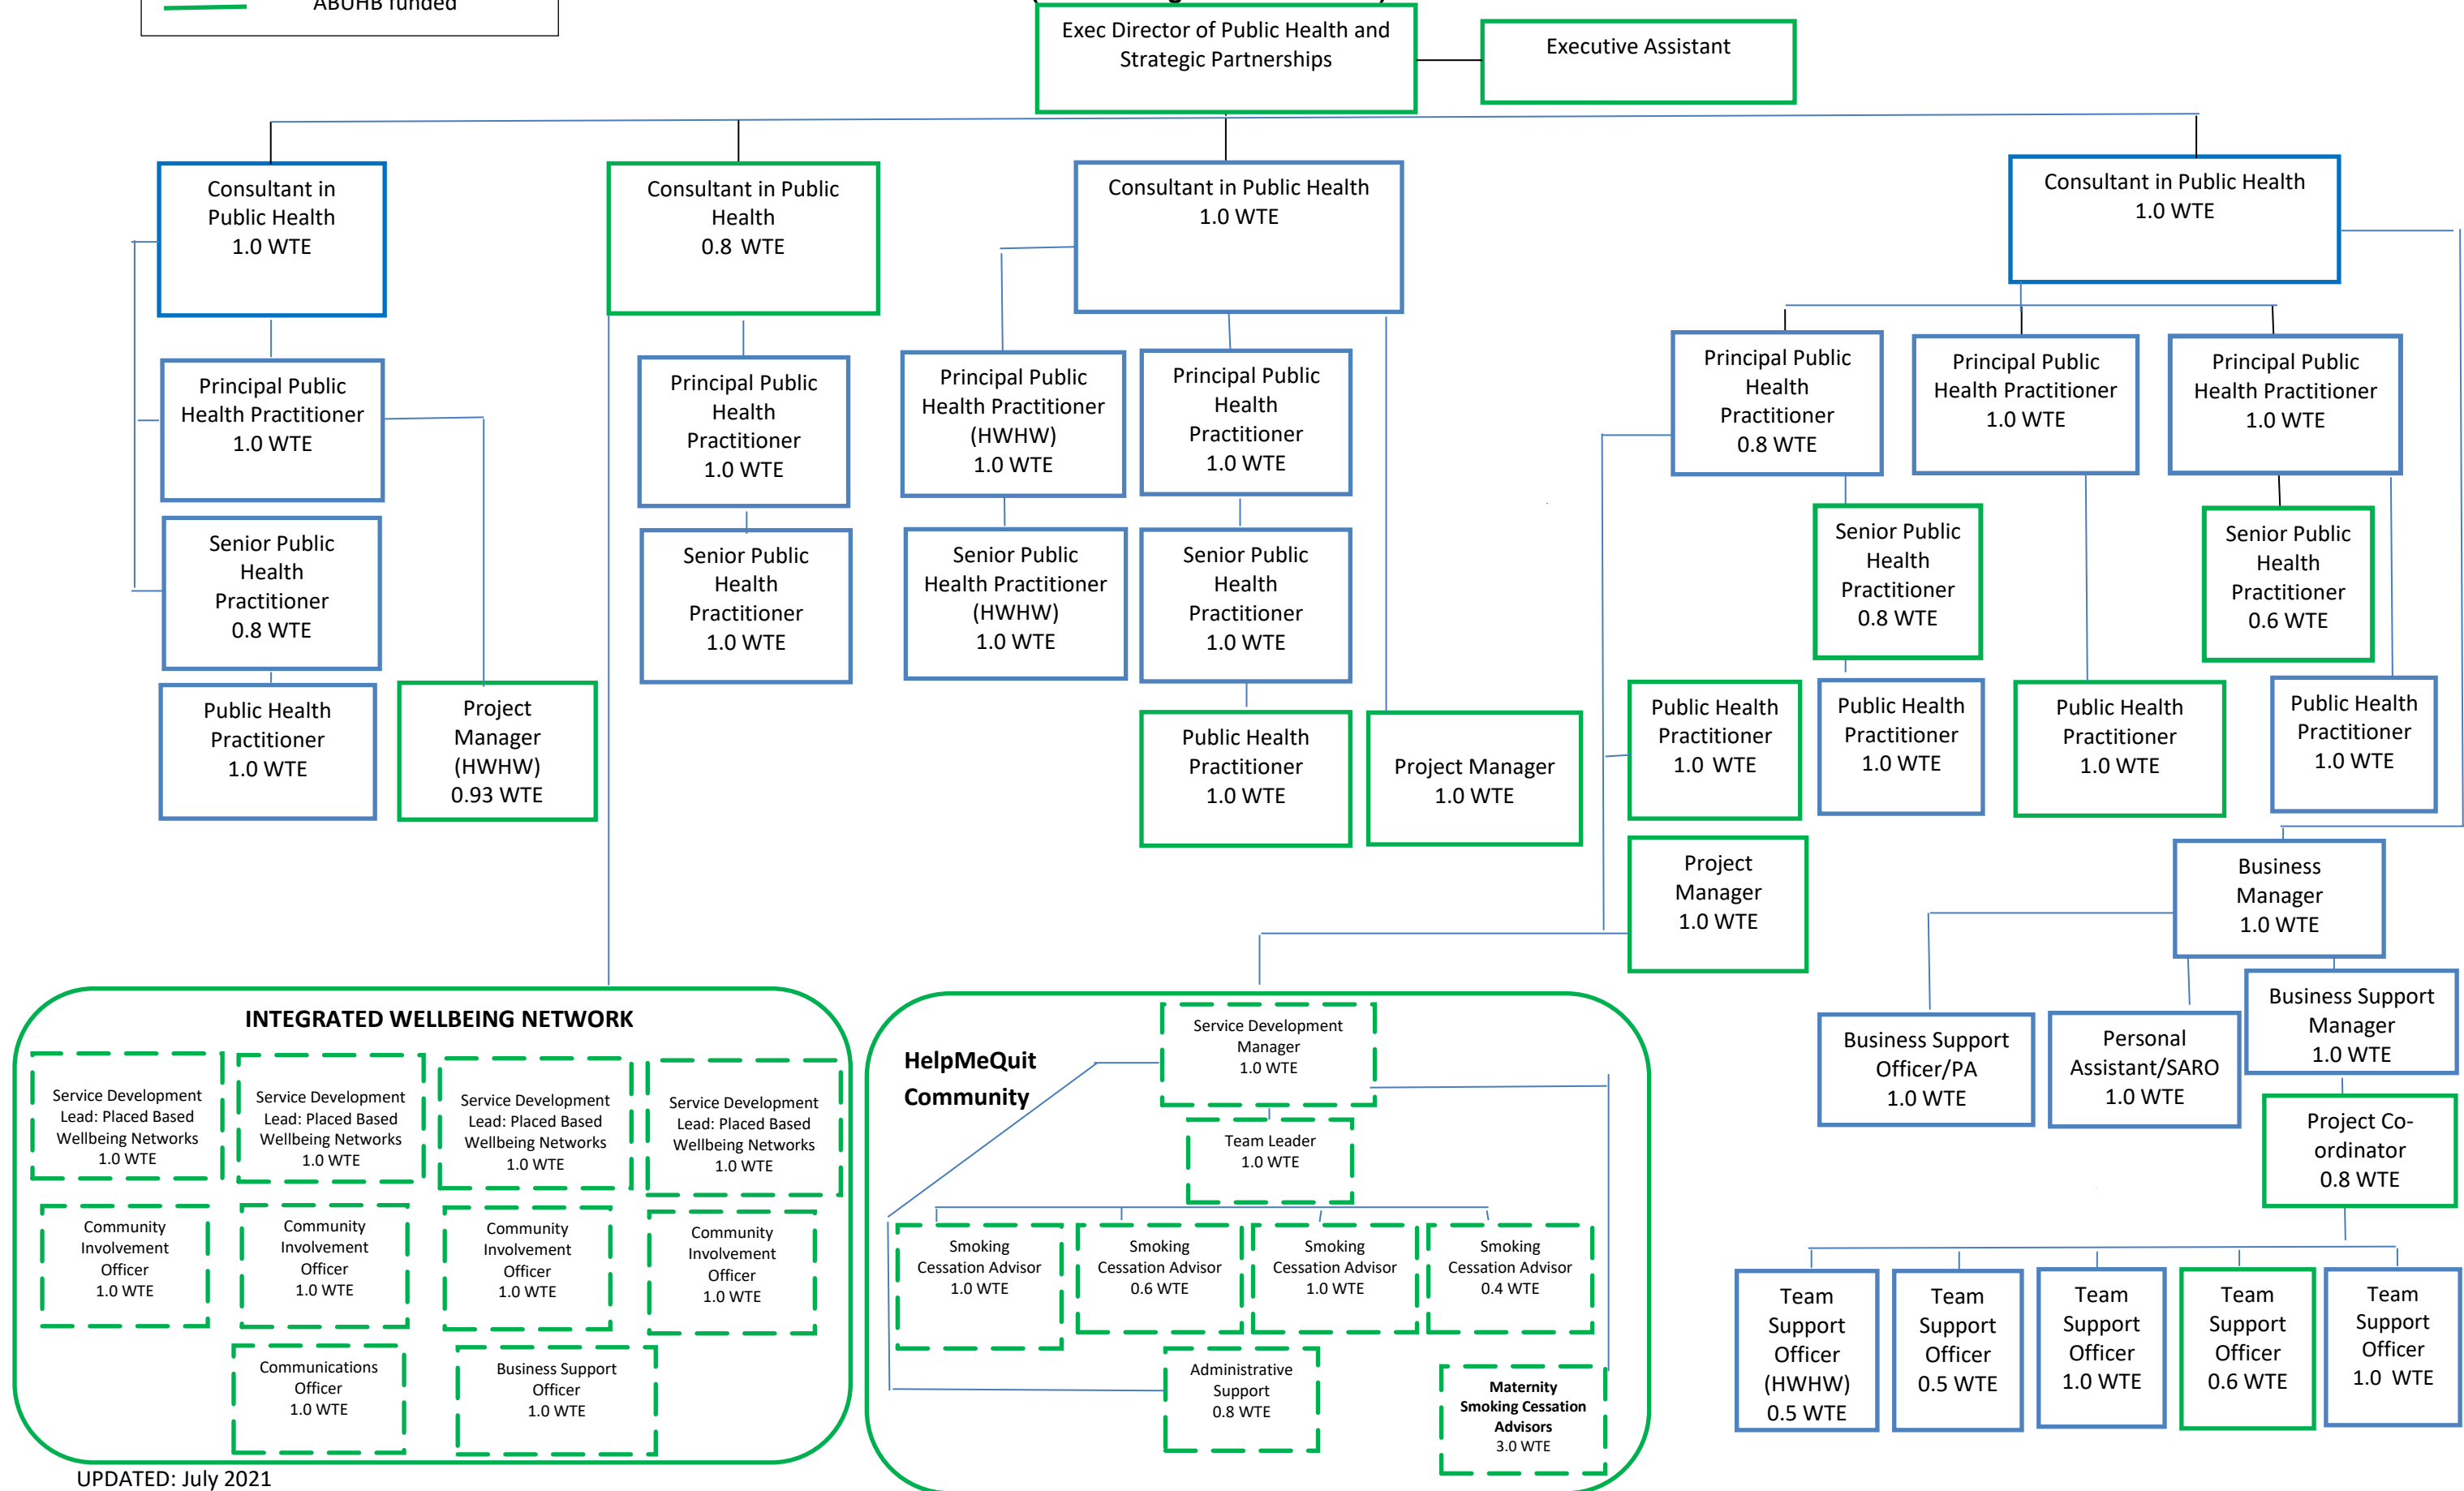 ABUHB funded
Exec Director of Public Health and
Strategic Partnerships
Executive Assistant
Consultant in
Public Health
1.0 WTE
Consultant in Public
Health
0.8 WTE
Consultant in Public Health
1.0 WTE
Consultant in Public Health
1.0 WTE
Principal Public
Health Practitioner
1.0 WTE
Principal Public
Health
Practitioner
1.0 WTE
Principal Public
Health Practitioner
(HWHW)
1.0 WTE
Principal Public
Health
Practitioner
1.0 WTE
Principal Public
Health
Practitioner
0.8 WTE
Principal Public
Health Practitioner
1.0 WTE
Principal Public
Health Practitioner
1.0 WTE
Senior Public
Health
Practitioner
0.8 WTE
Senior Public
Health
Practitioner
1.0 WTE
Senior Public
Health Practitioner
(HWHW)
1.0 WTE
Senior Public
Health
Practitioner
1.0 WTE
Senior Public
Health
Practitioner
0.8 WTE
Senior Public
Health
Practitioner
0.6 WTE
Public Health
Practitioner
1.0 WTE
Project
Manager
(HWHW)
0.93 WTE
Public Health
Practitioner
1.0 WTE
Project Manager
1.0 WTE
Public Health
Practitioner
1.0 WTE
Public Health
Practitioner
1.0 WTE
Public Health
Practitioner
1.0 WTE
Public Health
Practitioner
1.0 WTE
Project
Manager
1.0 WTE
Business
Manager
1.0 WTE
Business Support
Officer/PA
1.0 WTE
Personal
Assistant/SARO
1.0 WTE
Business Support
Manager
1.0 WTE
Project Co-
ordinator
0.8 WTE
Team
Support
Officer
(HWHW)
0.5 WTE
Team
Support
Officer
0.5 WTE
Team
Support
Officer
1.0 WTE
Team
Support
Officer
0.6 WTE
Team
Support
Officer
1.0 WTE
INTEGRATED WELLBEING NETWORK
Service Development
Lead: Placed Based
Wellbeing Networks
1.0 WTE
Service Development
Lead: Placed Based
Wellbeing Networks
1.0 WTE
Service Development
Lead: Placed Based
Wellbeing Networks
1.0 WTE
Service Development
Lead: Placed Based
Wellbeing Networks
1.0 WTE
Community
Involvement
Officer
1.0 WTE
Community
Involvement
Officer
1.0 WTE
Community
Involvement
Officer
1.0 WTE
Community
Involvement
Officer
1.0 WTE
Communications
Officer
1.0 WTE
Business Support
Officer
1.0 WTE
HelpMeQuit
Community
Service Development
Manager
1.0 WTE
Team Leader
1.0 WTE
Smoking
Cessation Advisor
1.0 WTE
Smoking
Cessation Advisor
0.6 WTE
Smoking
Cessation Advisor
1.0 WTE
Smoking
Cessation Advisor
0.4 WTE
Administrative
Support
0.8 WTE
Maternity
Smoking Cessation
Advisors
3.0 WTE
UPDATED: July 2021